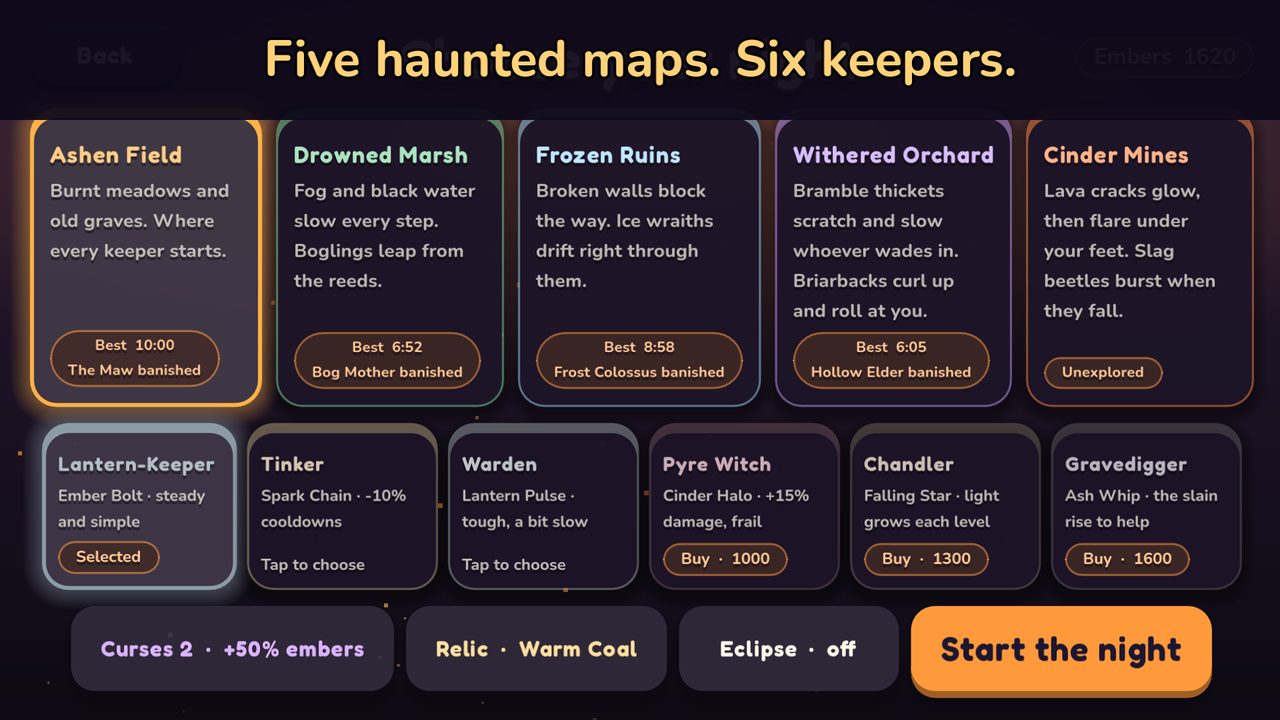 Back
Five haunted maps. Six keepers.
Embers 1620
Ashen Field
Burnt meadows and
old graves. Where
every keeper starts.
Best 10:00
The Maw banished
Drowned Marsh
Fog and black water
slow every step.
Boglings leap from
the reeds.
Best 6:52
Bog Mother banished
Frozen Ruins
Broken walls block
the way. Ice wraiths
drift right through
them.
Best 8:58
Frost Colossus banished
Withered Orchard
Bramble thickets
scratch and slow
whoever wades in.
Briarbacks curl up
and roll at you.
Best 6:05
Hollow Elder banished
Cinder Mines
Lava cracks glow,
then flare under
your feet. Slag
beetles burst when
they fall.
Unexplored
Lantern-Keeper
Ember Bolt · steady
and simple
Selected
Tinker
Spark Chain · -10%
cooldowns
Tap to choose
Warden
Lantern Pulse ·
tough, a bit slow
Tap to choose
Pyre Witch
Cinder Halo · +15%
damage, frail
Buy · 1000
Chandler
Falling Star · light
grows each level
Buy · 1300
Gravedigger
Ash Whip · the slain
rise to help
Buy · 1600
Curses 2 · +50% embers
Relic · Warm Coal
Eclipse · off
Start the night